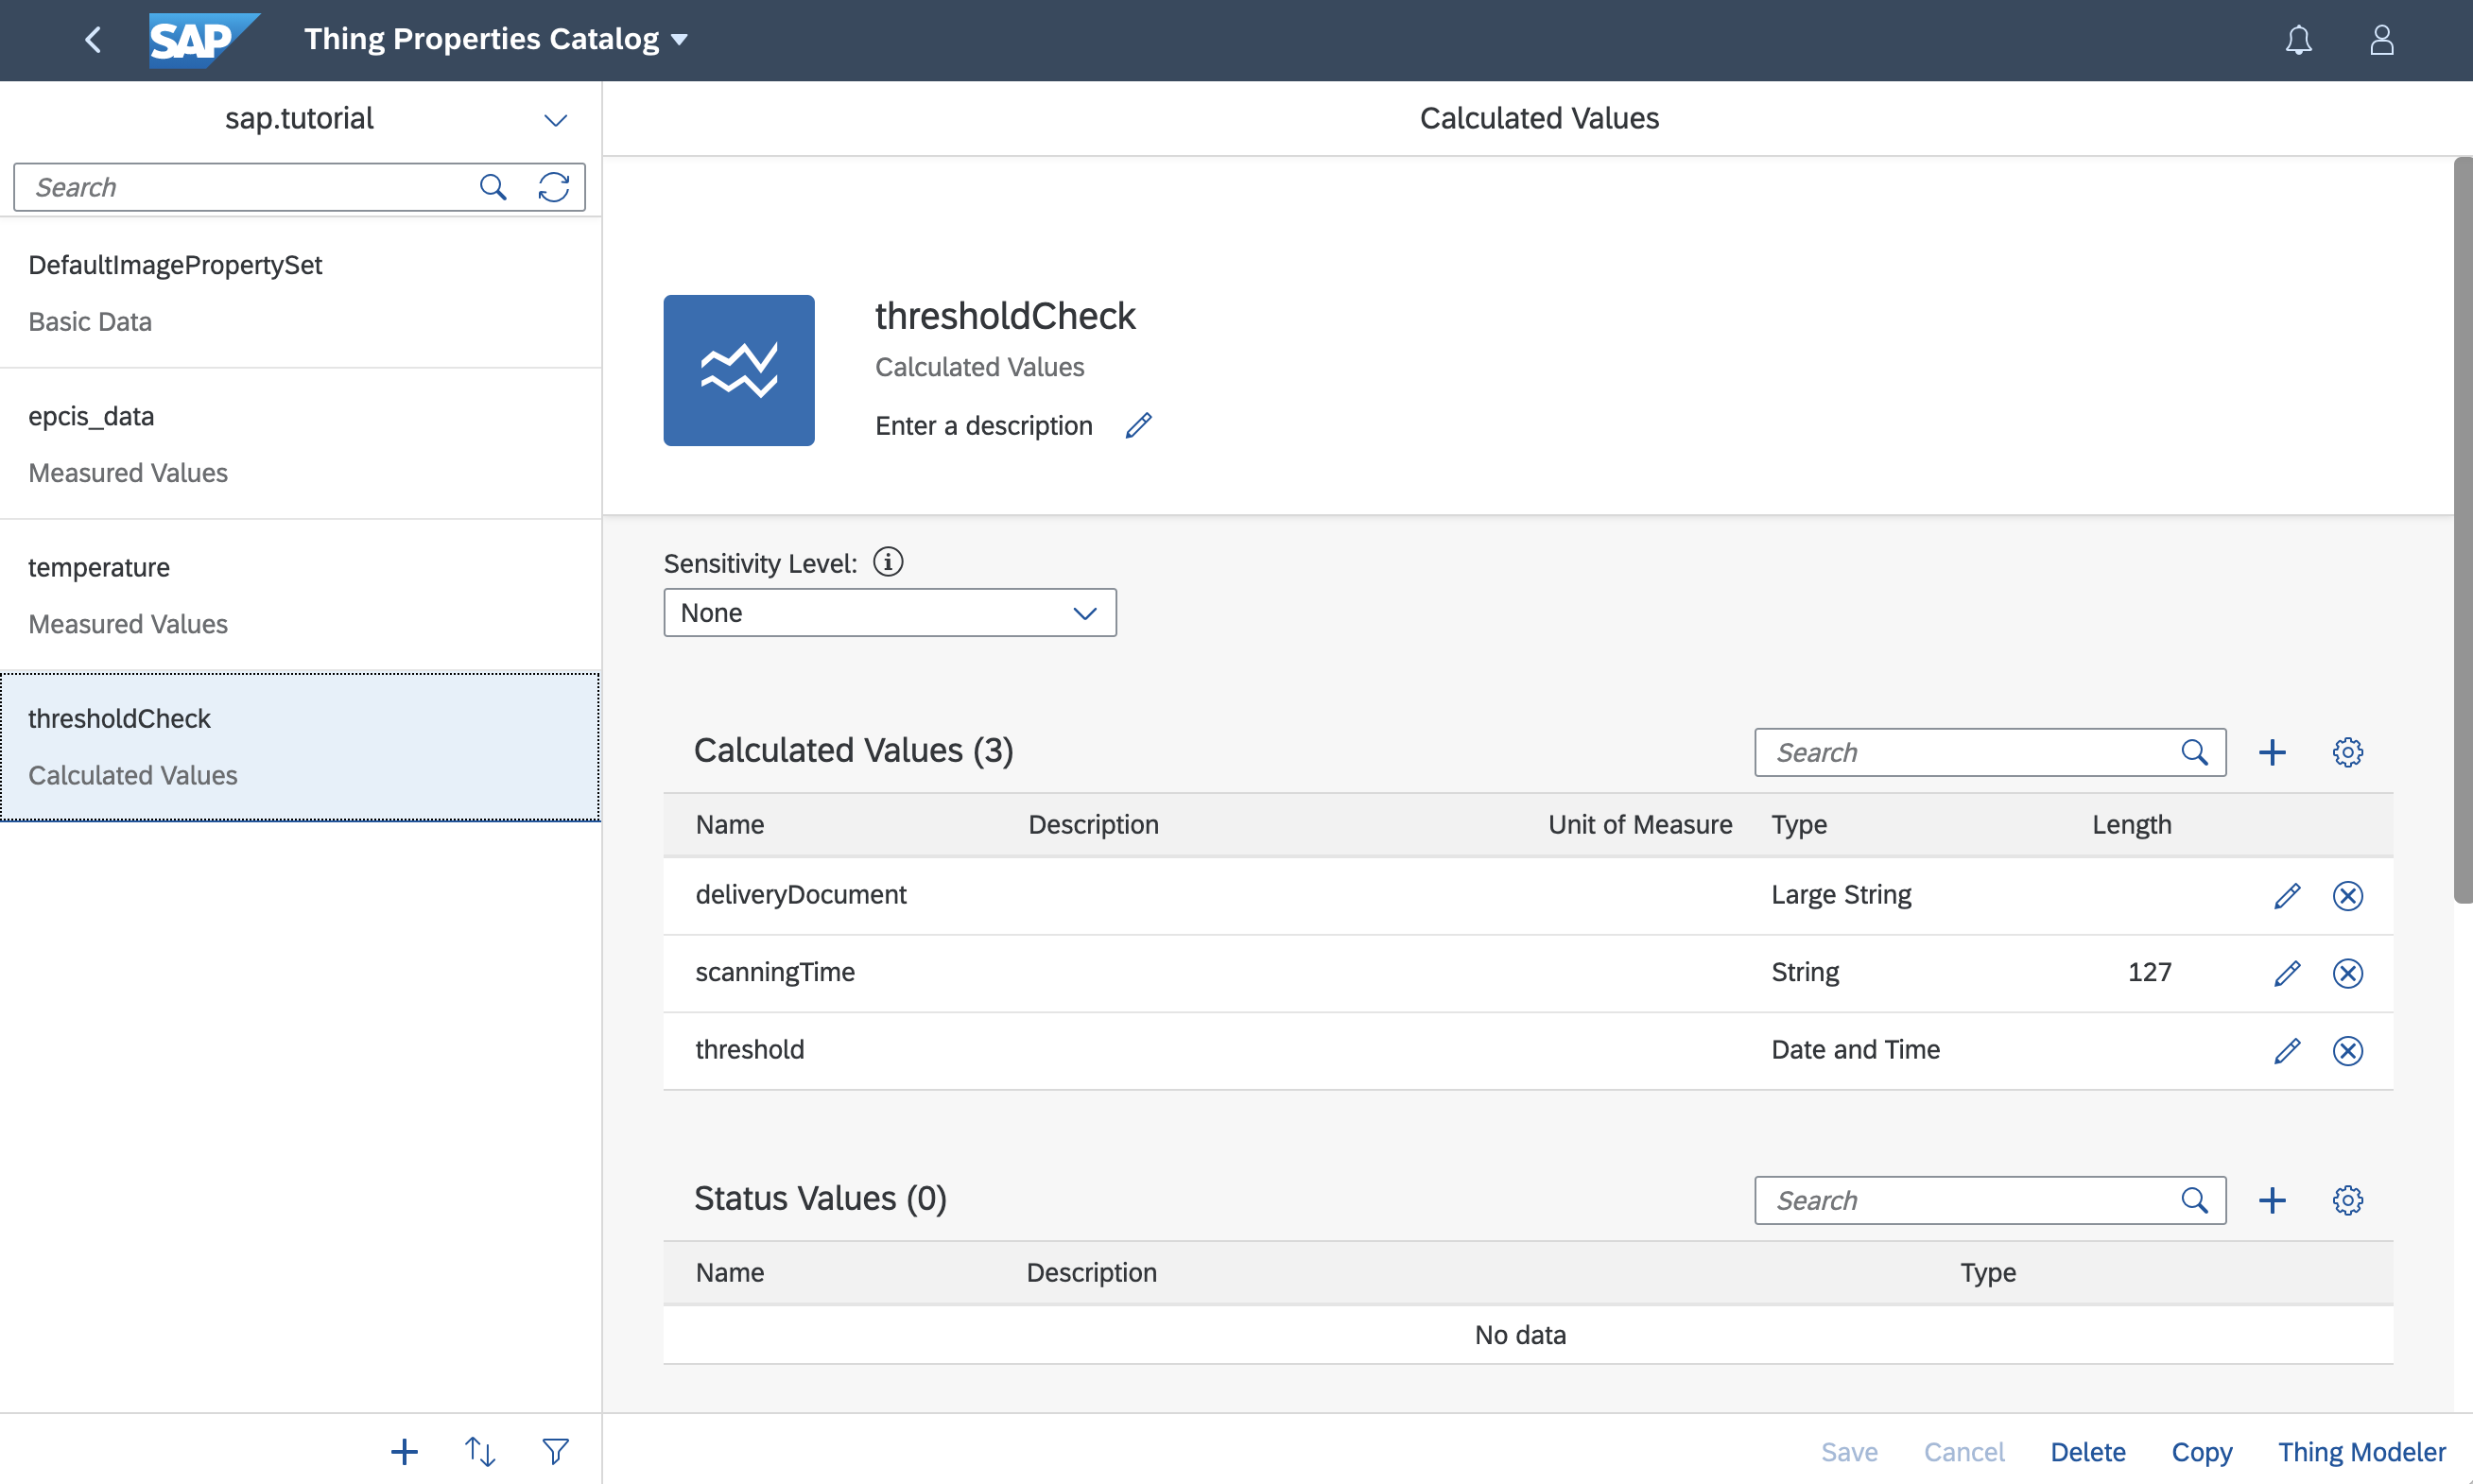 SAP Thing Properties Catalog
sap.tutorial
Search
DefaultImagePropertySet
Basic Data
epcis_data
Measured Values
temperature
Measured Values
thresholdCheck
Calculated Values
Calculated Values
thresholdCheck
Calculated Values
Enter a description
Sensitivity Level:
None
Calculated Values (3)
Search
Name Description Unit of Measure Type Length
deliveryDocument Large String
scanningTime String 127
threshold Date and Time
Status Values (0)
Search
Name Description Type
No data
Save Cancel Delete Copy Thing Modeler